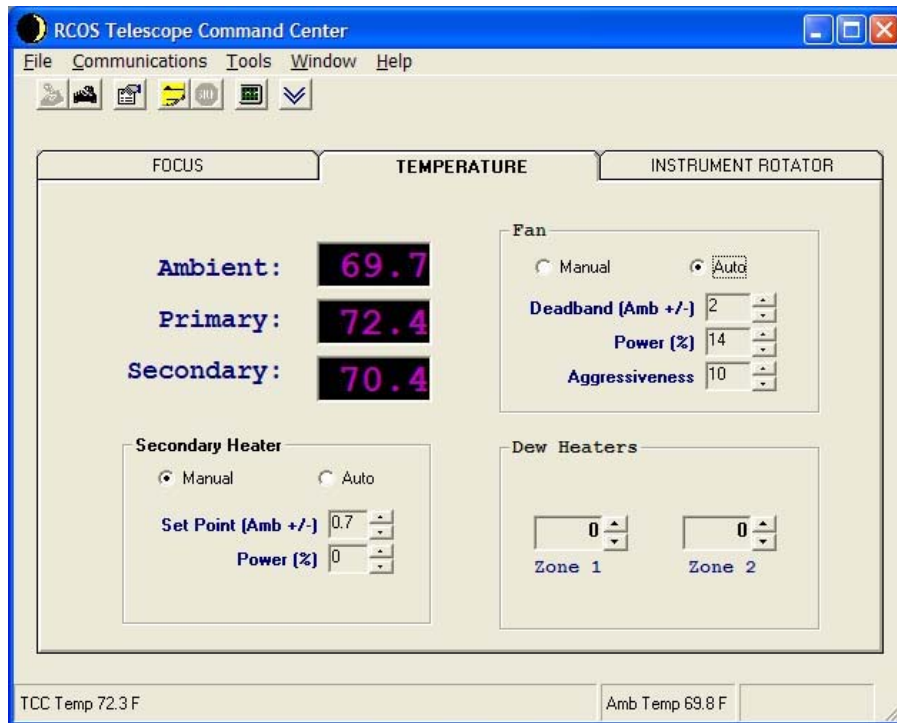 RCOS Telescope Command Center
File Communications Tools Window Help
FOCUS TEMPERATURE INSTRUMENT ROTATOR
Ambient: 69.7
Primary: 72.4
Secondary: 70.4
Fan
Manual Auto
Deadband (Amb +/-) 2
Power (%) 14
Aggressiveness 10
Secondary Heater
Manual Auto
Set Point (Amb +/-) 0.7
Power (%) 0
Dew Heaters
0 0
Zone 1 Zone 2
TCC Temp 72.3 F Amb Temp 69.8 F